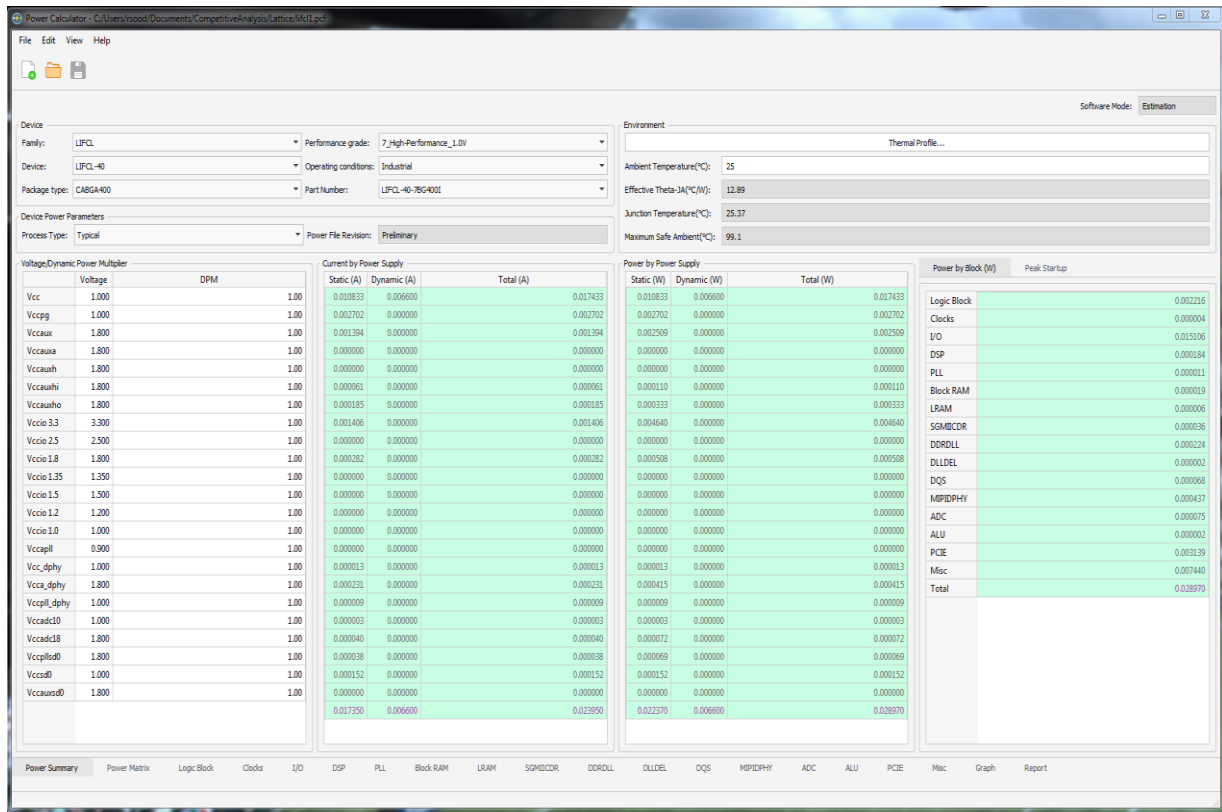 Power Calculator - C:/Users/rsood/Documents/CompetitiveAnalysis/Lattice/lifcl1.pcf
File Edit View Help
Software Mode: Estimation
Device
Family: LIFCL Performance grade: 7_High-Performance_1.0V
Device: LIFCL-40 Operating conditions: Industrial
Package type: CABGA400 Part Number: LIFCL-40-7BG400I
Device Power Parameters
Process Type: Typical Power File Revision: Preliminary
Environment
Thermal Profile...
Ambient Temperature(°C): 25
Effective Theta-JA(°C/W): 12.89
Junction Temperature(°C): 25.37
Maximum Safe Ambient(°C): 99.1
Voltage/Dynamic Power Multiplier
Voltage DPM
Vcc 1.000 1.00
Vccpg 1.000 1.00
Vccaux 1.800 1.00
Vccauxa 1.800 1.00
Vccauxh 1.800 1.00
Vccauxhi 1.800 1.00
Vccauxho 1.800 1.00
Vccio 3.3 3.300 1.00
Vccio 2.5 2.500 1.00
Vccio 1.8 1.800 1.00
Vccio 1.35 1.350 1.00
Vccio 1.5 1.500 1.00
Vccio 1.2 1.200 1.00
Vccio 1.0 1.000 1.00
Vccapll 0.900 1.00
Vcc_dphy 1.000 1.00
Vcca_dphy 1.800 1.00
Vccpll_dphy 1.000 1.00
Vccadc10 1.000 1.00
Vccadc18 1.800 1.00
Vccpllsd0 1.800 1.00
Vccsd0 1.000 1.00
Vccauxsd0 1.800 1.00
Current by Power Supply
Static (A) Dynamic (A) Total (A)
0.010833 0.006600 0.017433
0.002702 0.000000 0.002702
0.001394 0.000000 0.001394
0.000000 0.000000 0.000000
0.000000 0.000000 0.000000
0.000061 0.000000 0.000061
0.000185 0.000000 0.000185
0.001406 0.000000 0.001406
0.000000 0.000000 0.000000
0.000282 0.000000 0.000282
0.000000 0.000000 0.000000
0.000000 0.000000 0.000000
0.000000 0.000000 0.000000
0.000000 0.000000 0.000000
0.000000 0.000000 0.000000
0.000013 0.000000 0.000013
0.000231 0.000000 0.000231
0.000009 0.000000 0.000009
0.000003 0.000000 0.000003
0.000040 0.000000 0.000040
0.000038 0.000000 0.000038
0.000152 0.000000 0.000152
0.000000 0.000000 0.000000
0.017350 0.006600 0.023950
Power by Power Supply
Static (W) Dynamic (W) Total (W)
0.010833 0.006600 0.017433
0.002702 0.000000 0.002702
0.002509 0.000000 0.002509
0.000000 0.000000 0.000000
0.000000 0.000000 0.000000
0.000110 0.000000 0.000110
0.000333 0.000000 0.000333
0.004640 0.000000 0.004640
0.000000 0.000000 0.000000
0.000508 0.000000 0.000508
0.000000 0.000000 0.000000
0.000000 0.000000 0.000000
0.000000 0.000000 0.000000
0.000000 0.000000 0.000000
0.000000 0.000000 0.000000
0.000013 0.000000 0.000013
0.000415 0.000000 0.000415
0.000009 0.000000 0.000009
0.000003 0.000000 0.000003
0.000072 0.000000 0.000072
0.000069 0.000000 0.000069
0.000152 0.000000 0.000152
0.000000 0.000000 0.000000
0.022370 0.006600 0.028970
Power by Block (W) Peak Startup
Logic Block 0.002216
Clocks 0.000004
I/O 0.015106
DSP 0.000184
PLL 0.000011
Block RAM 0.000019
LRAM 0.000006
SGMIICDR 0.000036
DDRDLL 0.000224
DLLDEL 0.000002
DQS 0.000068
MIPIDPHY 0.000437
ADC 0.000075
ALU 0.000002
PCIE 0.003139
Misc 0.007440
Total 0.028970
Power Summary Power Matrix Logic Block Clocks I/O DSP PLL Block RAM LRAM SGMIICDR DDRDLL DLLDEL DQS MIPIDPHY ADC ALU PCIE Misc Graph Report